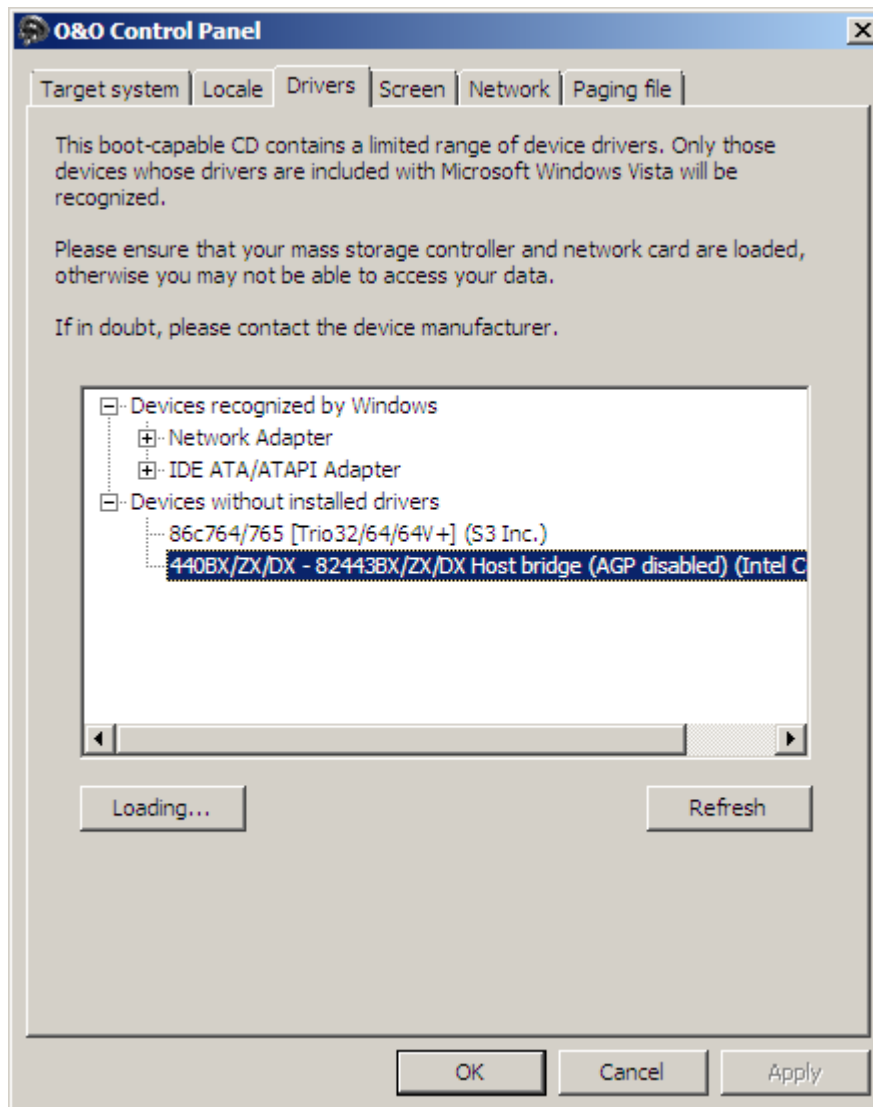 O&O Control Panel
Target system Locale Drivers Screen Network Paging file
This boot-capable CD contains a limited range of device drivers. Only those
devices whose drivers are included with Microsoft Windows Vista will be
recognized.
Please ensure that your mass storage controller and network card are loaded,
otherwise you may not be able to access your data.
If in doubt, please contact the device manufacturer.
Devices recognized by Windows
Network Adapter
IDE ATA/ATAPI Adapter
Devices without installed drivers
86c764/765 [Trio32/64/64V+] (S3 Inc.)
440BX/ZX/DX - 82443BX/ZX/DX Host bridge (AGP disabled) (Intel C
Loading... Refresh
OK Cancel Apply